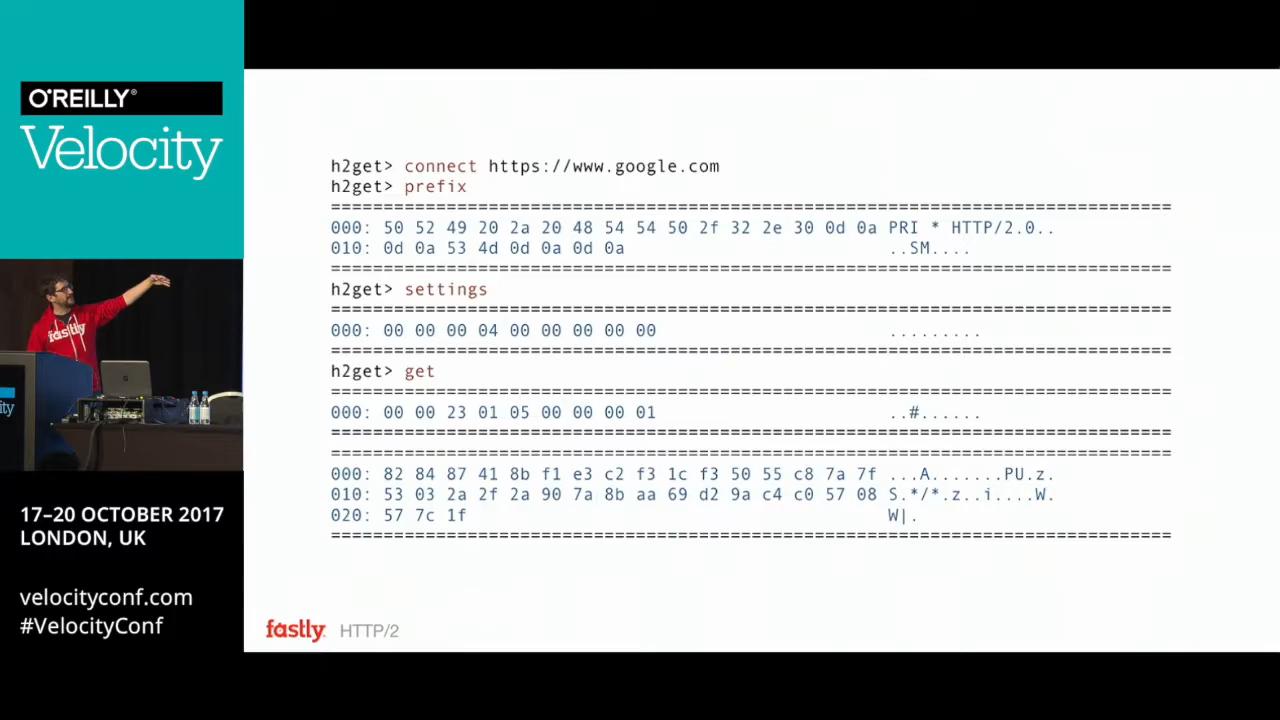 O'REILLY®
Velocity
h2get> connect https://www.google.com
h2get> prefix
================================================================================
000: 50 52 49 20 2a 20 48 54 54 50 2f 32 2e 30 0d 0a PRI * HTTP/2.0..
010: 0d 0a 53 4d 0d 0a 0d 0a ..SM....
================================================================================
h2get> settings
================================================================================
000: 00 00 00 04 00 00 00 00 00 .........
================================================================================
h2get> get
================================================================================
000: 00 00 23 01 05 00 00 00 01 ..#......
================================================================================
================================================================================
000: 82 84 87 41 8b f1 e3 c2 f3 1c f3 50 55 c8 7a 7f ...A.......PU.z.
010: 53 03 2a 2f 2a 90 7a 8b aa 69 d2 9a c4 c0 57 08 S.*/*.z..i....W.
020: 57 7c 1f W|.
================================================================================
fastly
17–20 OCTOBER 2017
LONDON, UK
velocityconf.com
#VelocityConf
fastly HTTP/2